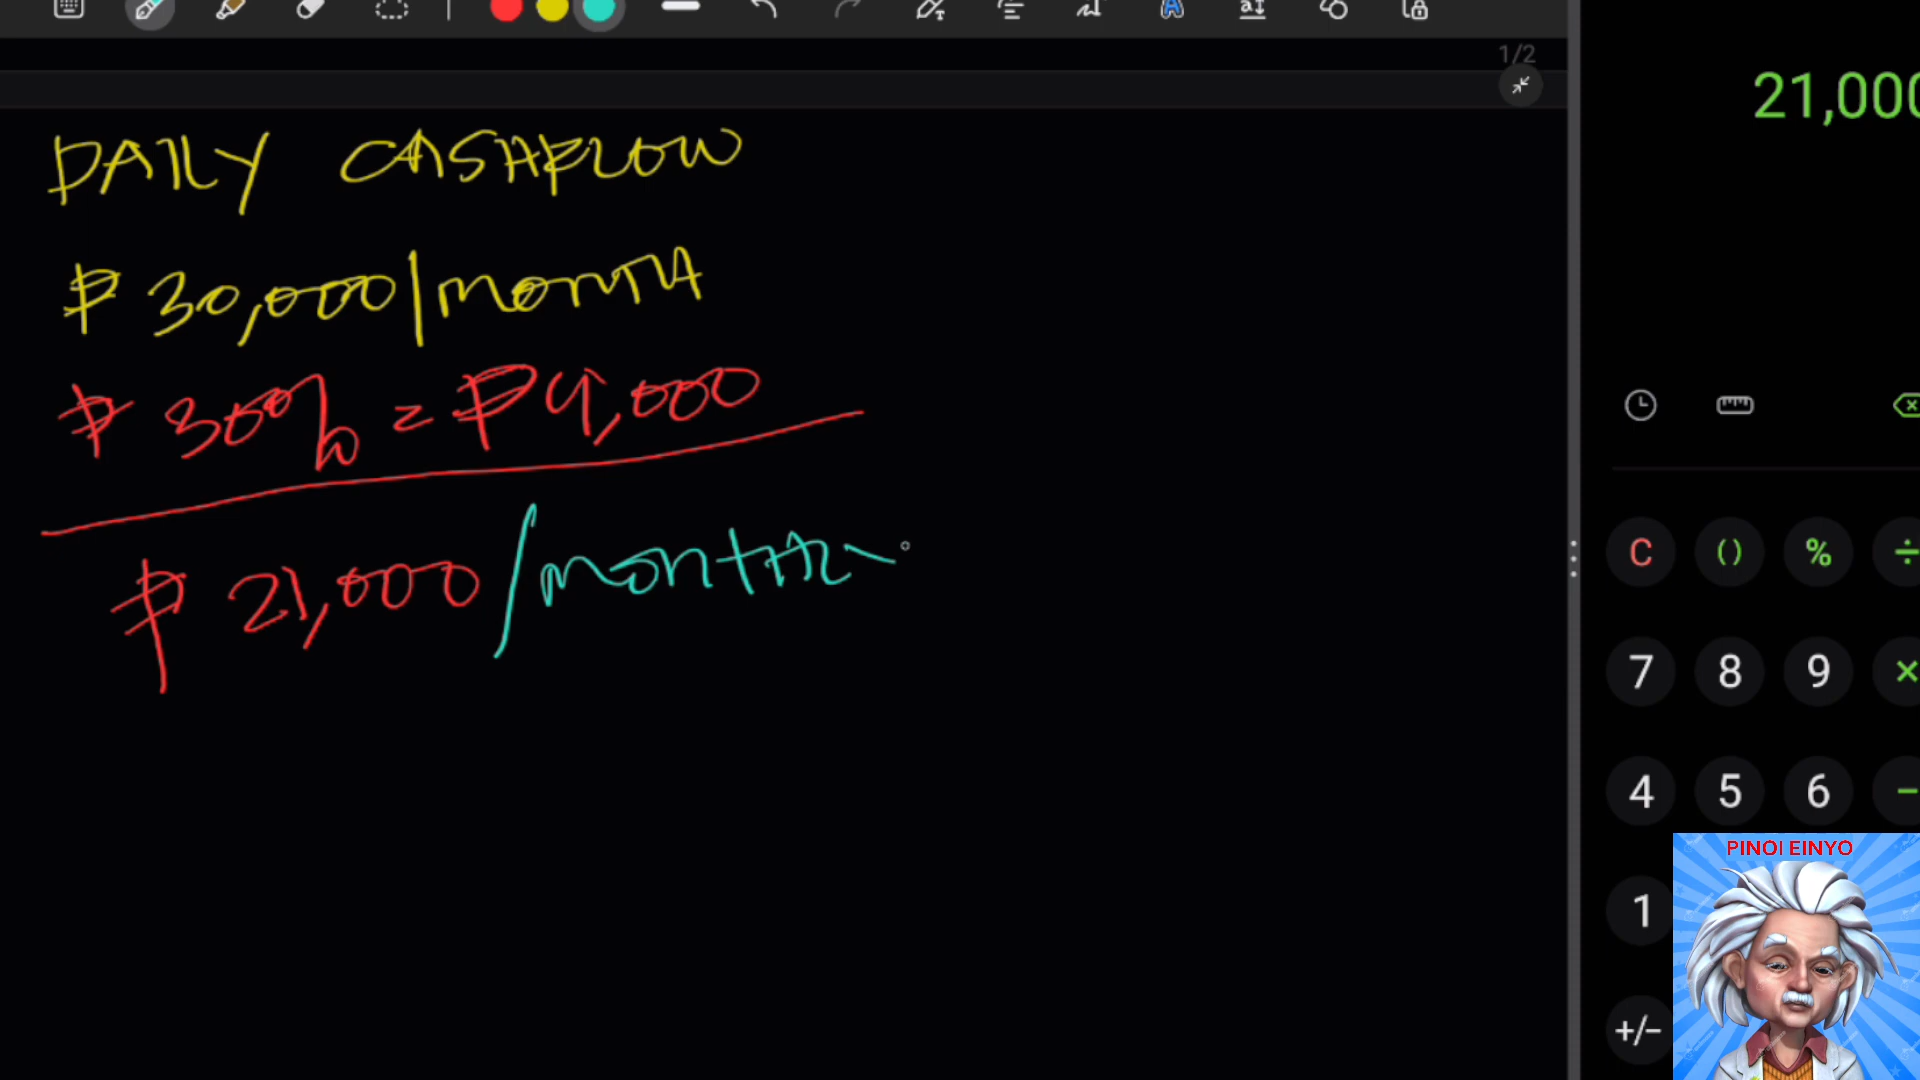 1/2
21,000
DAILY CASHFLOW
₱ 30,000/MONTH
₱ 30% = ₱9,000
₱ 21,000/MONTH
C () % ÷
7 8 9 ×
4 5 6 −
1
+/−
PINOI EINYO